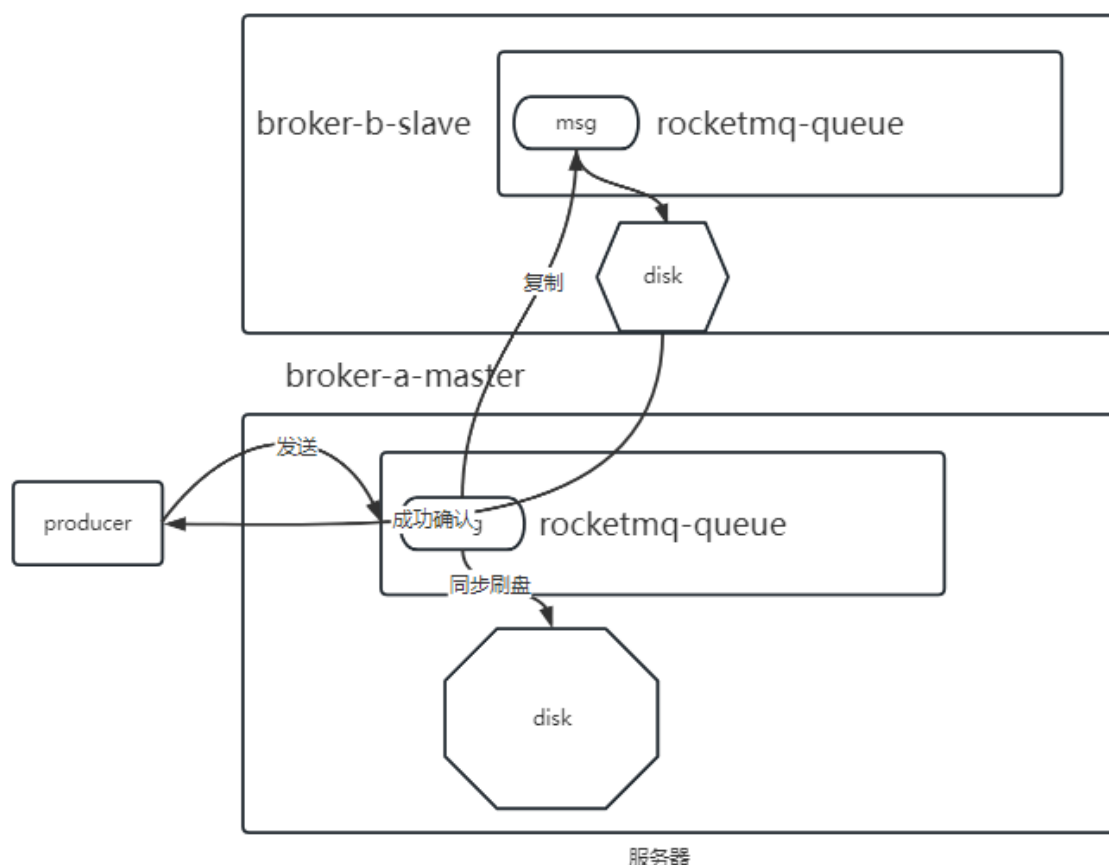 broker-b-slave
msg
rocketmq-queue
复制
disk
broker-a-master
发送
producer
成功确认
rocketmq-queue
同步刷盘
disk
服务器